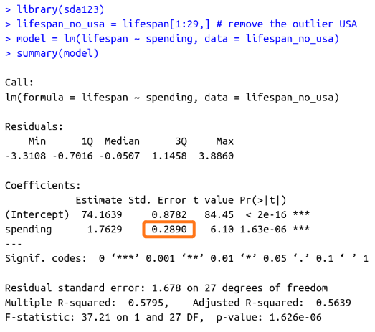 > library(sda123)
> lifespan_no_usa = lifespan[1:29,] # remove the outlier USA
> model = lm(lifespan ~ spending, data = lifespan_no_usa)
> summary(model)
Call:
lm(formula = lifespan ~ spending, data = lifespan_no_usa)
Residuals:
    Min      1Q  Median      3Q     Max
-3.3108 -0.7016 -0.0507  1.1458  3.8860
Coefficients:
            Estimate Std. Error t value Pr(>|t|)
(Intercept)  74.1639     0.8782   84.45  < 2e-16 ***
spending      1.7629     0.2890    6.10 1.63e-06 ***
---
Signif. codes:  0 ‘***’ 0.001 ‘**’ 0.01 ‘*’ 0.05 ‘.’ 0.1 ‘ ’ 1
Residual standard error: 1.678 on 27 degrees of freedom
Multiple R-squared:  0.5795,    Adjusted R-squared:  0.5639
F-statistic: 37.21 on 1 and 27 DF,  p-value: 1.626e-06